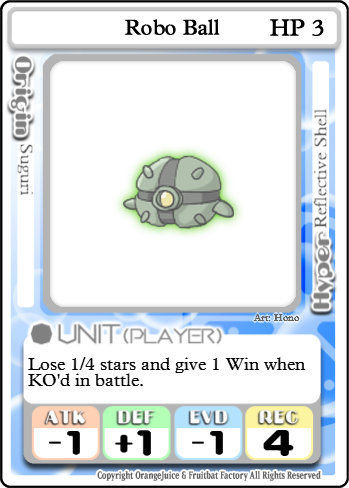 Robo Ball HP 3
Origin Suguri
Hyper Reflective Shell
Art: Hono
UNIT(PLAYER)
Lose 1/4 stars and give 1 Win when
KO'd in battle.
ATK DEF EVD REC
-1 +1 -1 4
Copyright Orangejuice & Fruitbat Factory All Rights Reserved